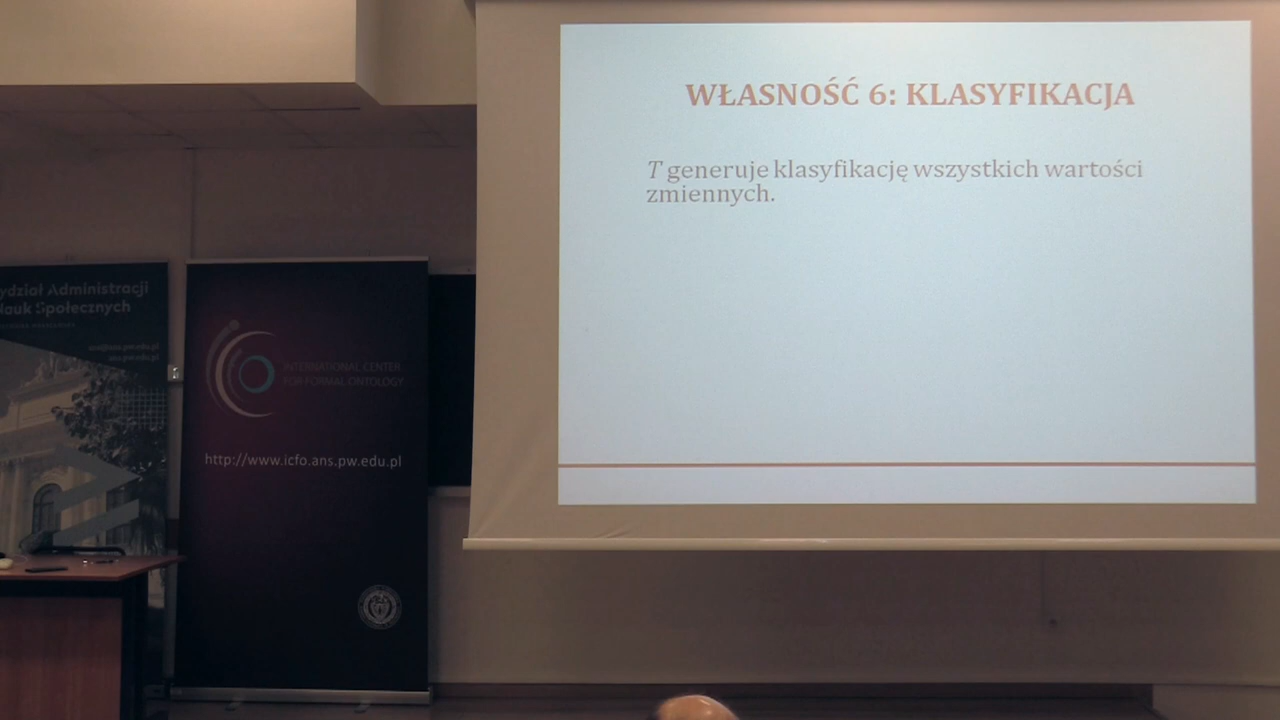 WŁASNOŚĆ 6: KLASYFIKACJA
T generuje klasyfikację wszystkich wartości
zmiennych.
ydział Administracji
Nauk Społecznych
INTERNATIONAL CENTER
FOR FORMAL ONTOLOGY
http://www.icfo.ans.pw.edu.pl